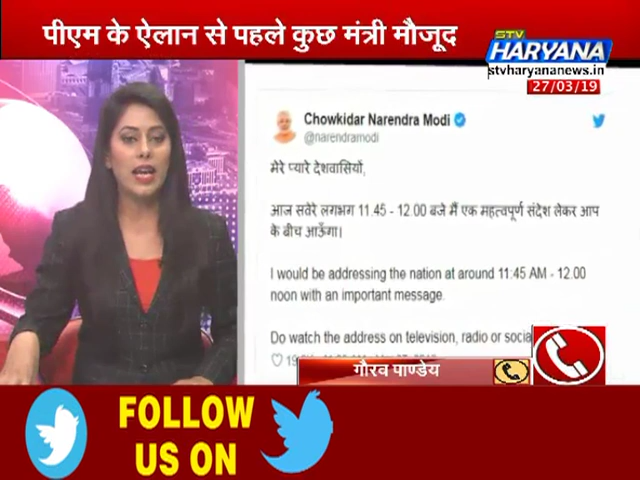 पीएम के ऐलान से पहले कुछ मंत्री मौजूद
STV
HARYANA
stvharyananews.in
27/03/19
Chowkidar Narendra Modi
@narendramodi
मेरे प्यारे देशवासियों,
आज सवेरे लगभग 11.45 - 12.00 बजे मैं एक महत्वपूर्ण संदेश लेकर आप
के बीच आऊँगा।
I would be addressing the nation at around 11:45 AM - 12.00
noon with an important message.
Do watch the address on television, radio or socia
गौरव पाण्डेय
FOLLOW
US ON